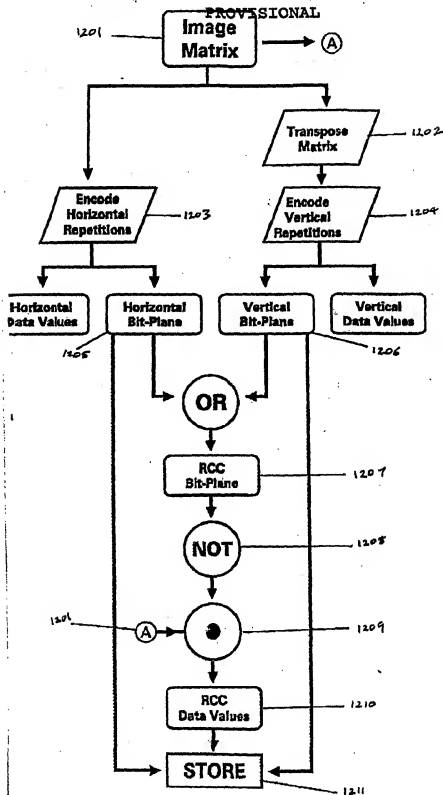 PROVISIONAL
1201
Image
Matrix
A
Transpose
Matrix
1202
Encode
Horizontal
Repetitions
1203
Encode
Vertical
Repetitions
1204
Horizontal
Data Values
Horizontal
Bit-Plane
Vertical
Bit-Plane
Vertical
Data Values
1205
1206
OR
RCC
Bit-Plane
1207
NOT
1208
1201
A
1209
RCC
Data Values
1210
STORE
1211